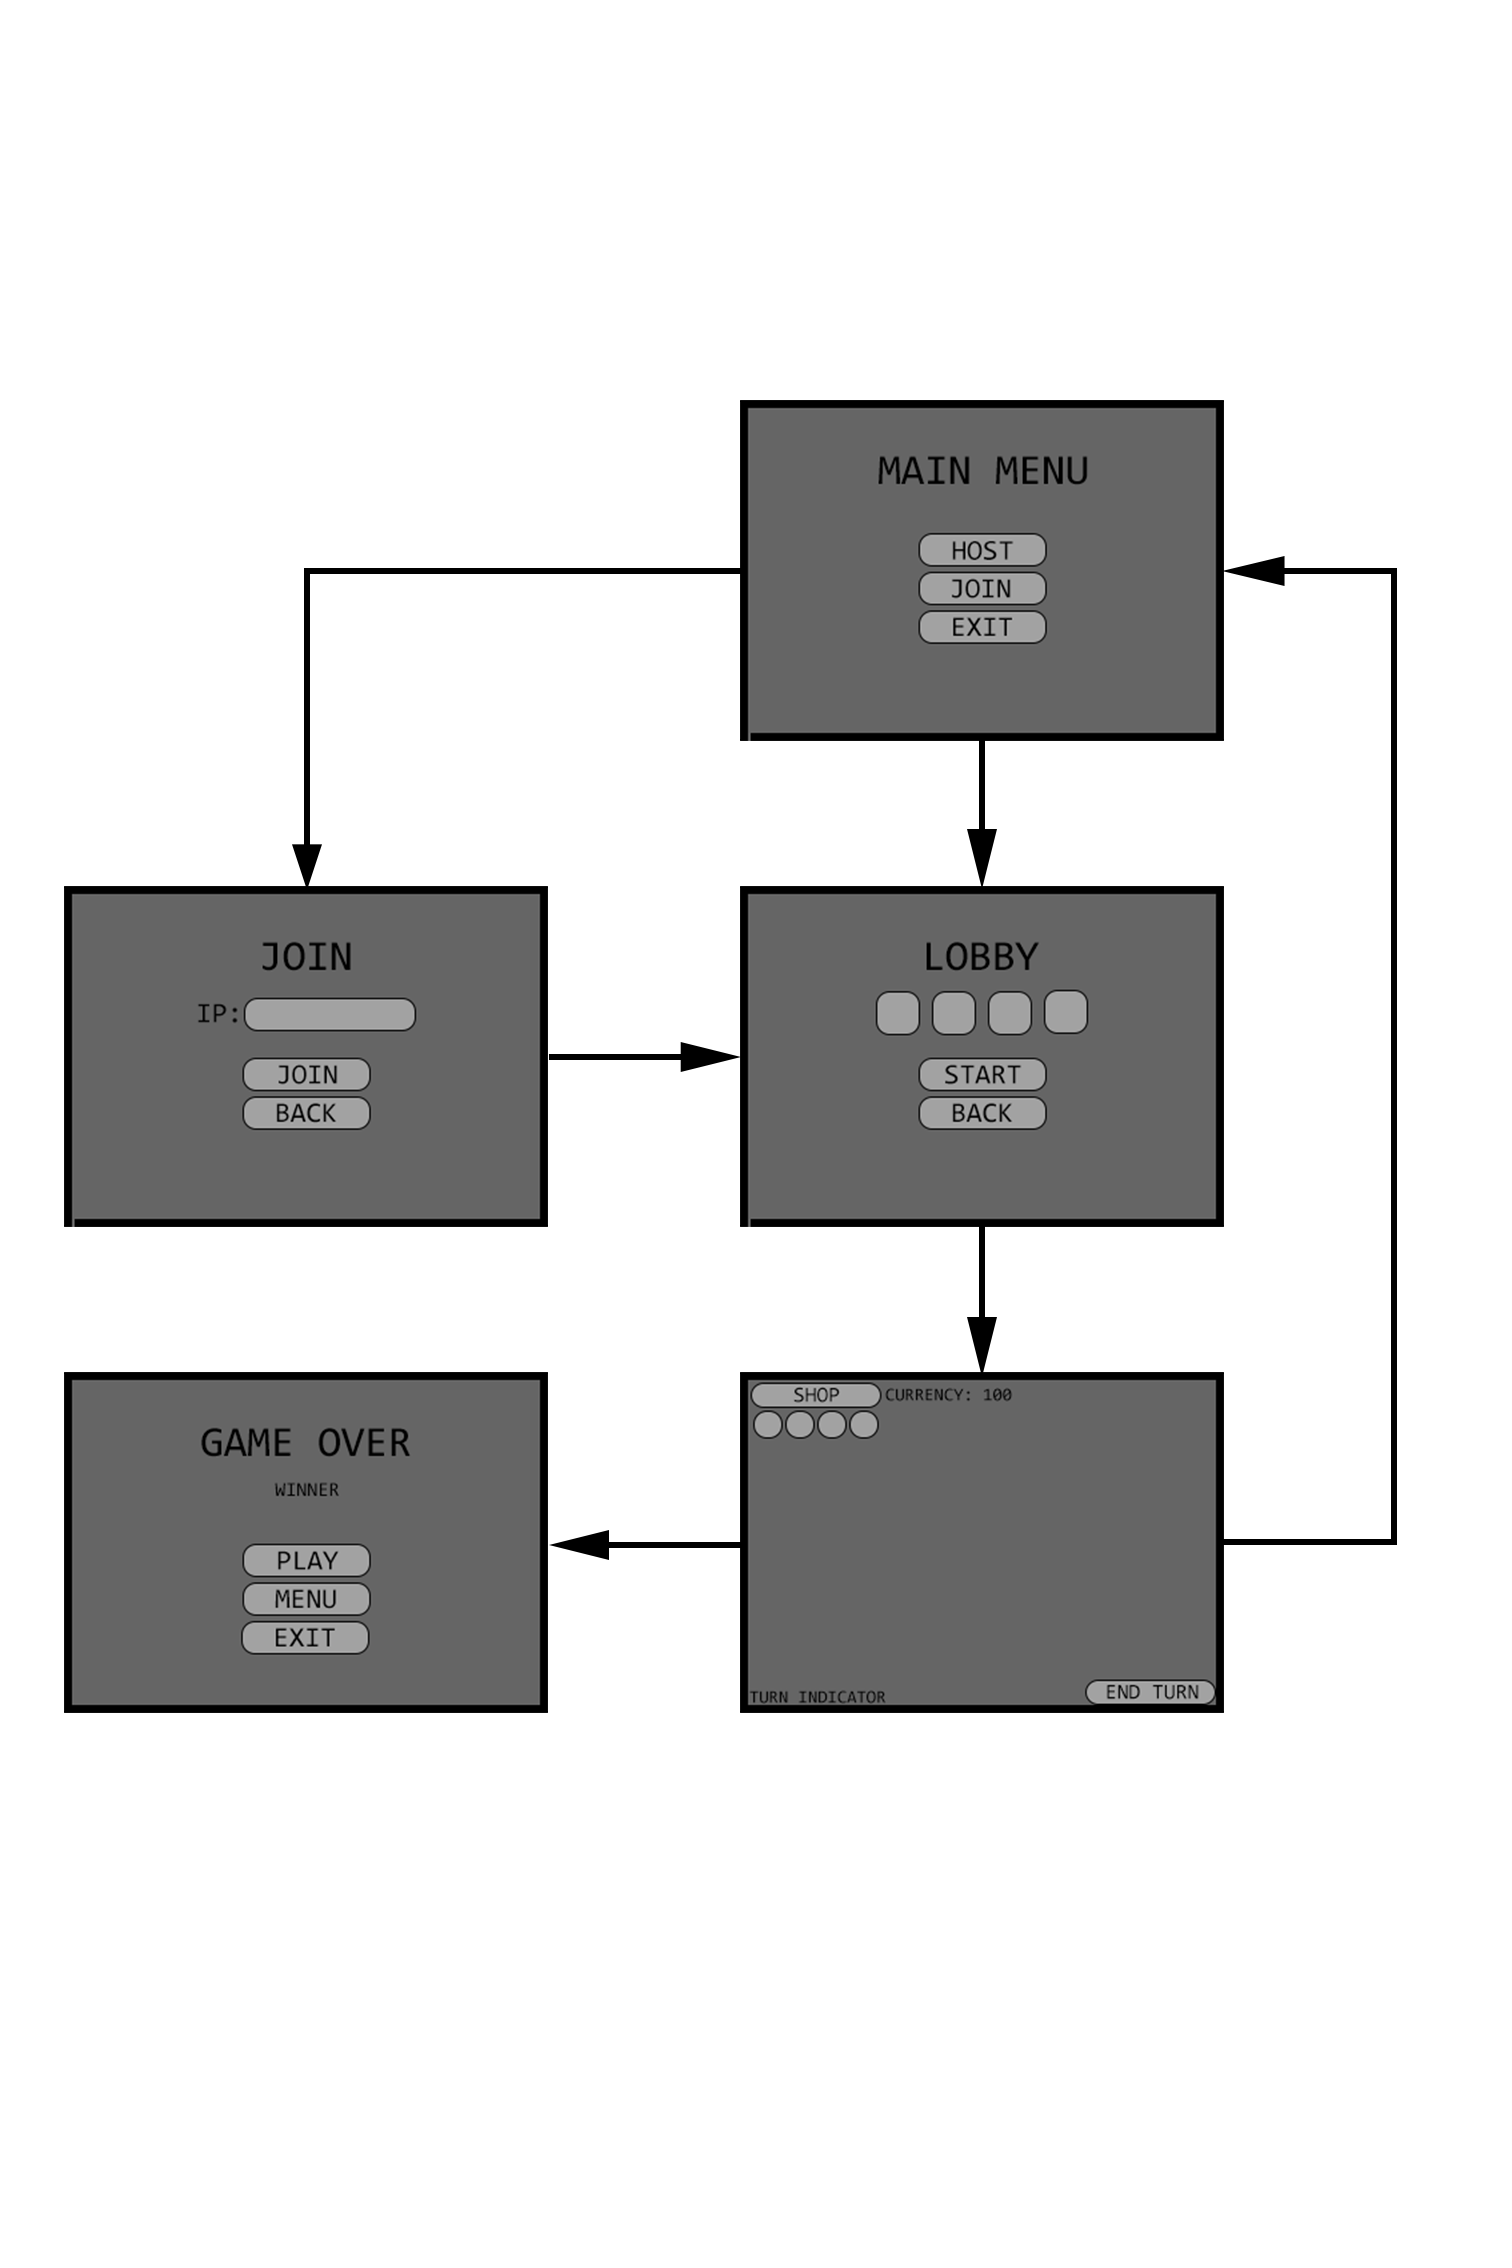 MAIN MENU
HOST
JOIN
EXIT
JOIN
IP:
JOIN
BACK
LOBBY
START
BACK
GAME OVER
WINNER
PLAY
MENU
EXIT
SHOP CURRENCY: 100
TURN INDICATOR
END TURN